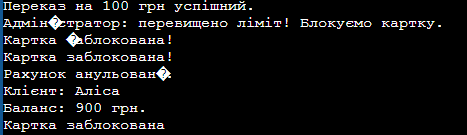 Переказ на 100 грн успішний.
Адмін�стратор: перевищено ліміт! Блокуємо картку.
Картка �аблокована!
Картка заблокована!
Рахунок анульован�.
Клієнт: Аліса
Баланс: 900 грн.
Картка заблокована